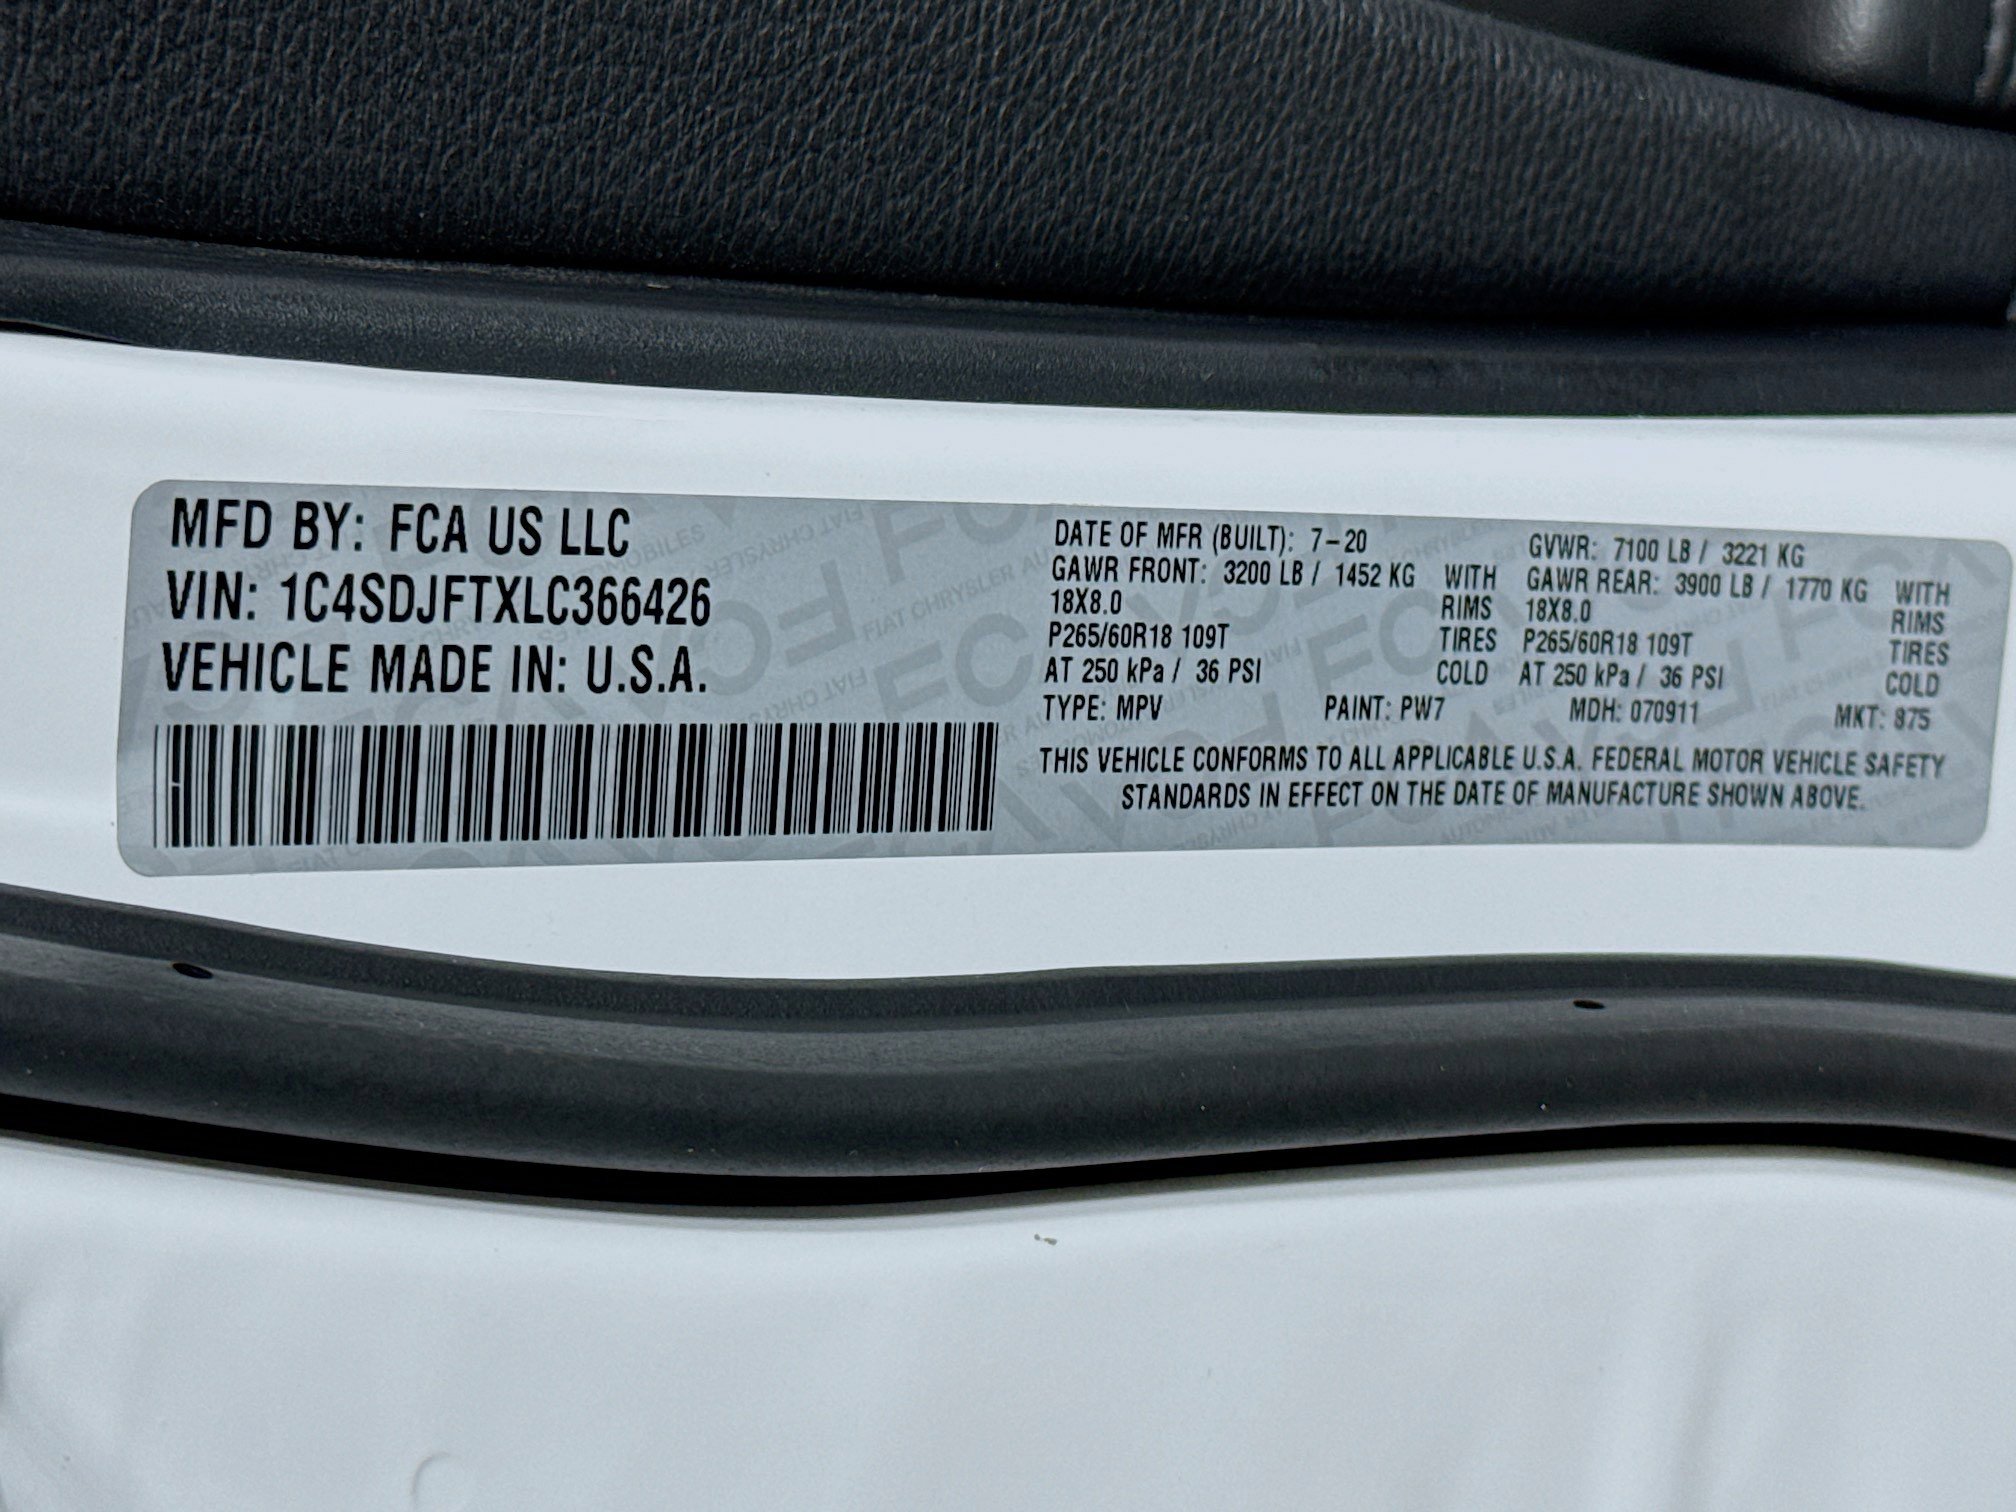 MFD BY: FCA US LLC
VIN: 1C4SDJFTXLC366426
VEHICLE MADE IN: U.S.A.
DATE OF MFR (BUILT): 7-20 GVWR: 7100 LB / 3221 KG
GAWR FRONT: 3200 LB / 1452 KG WITH GAWR REAR: 3900 LB / 1770 KG WITH
18X8.0 RIMS 18X8.0 RIMS
P265/60R18 109T TIRES P265/60R18 109T TIRES
AT 250 kPa / 36 PSI COLD AT 250 kPa / 36 PSI COLD
TYPE: MPV PAINT: PW7 MDH: 070911 MKT: 875
THIS VEHICLE CONFORMS TO ALL APPLICABLE U.S.A. FEDERAL MOTOR VEHICLE SAFETY
STANDARDS IN EFFECT ON THE DATE OF MANUFACTURE SHOWN ABOVE.